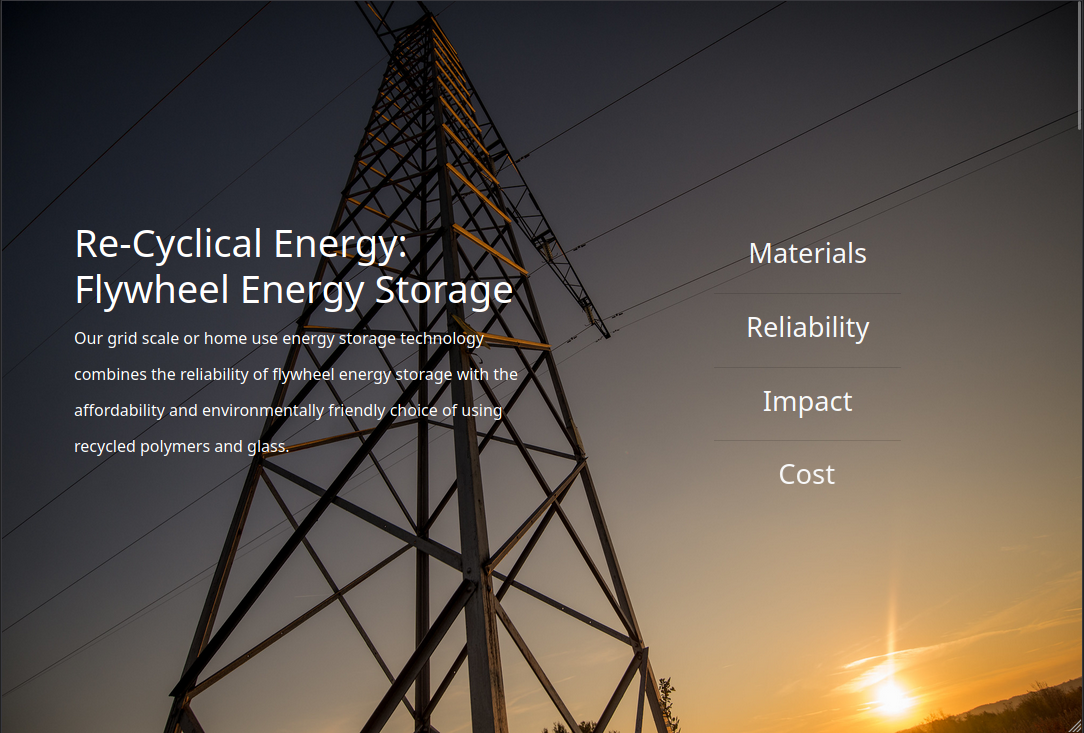 Re-Cyclical Energy:
Flywheel Energy Storage
Our grid scale or home use energy storage technology
combines the reliability of flywheel energy storage with the
affordability and environmentally friendly choice of using
recycled polymers and glass.
Materials
Reliability
Impact
Cost